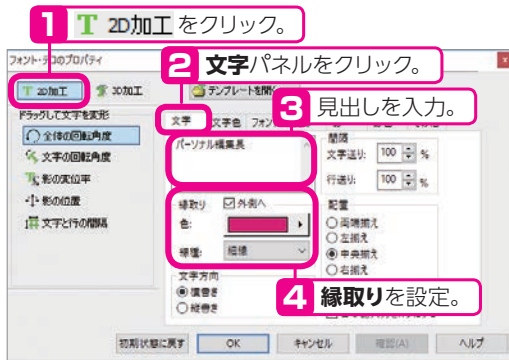 1 T 2D加工 をクリック。
フォント・デコのプロパティ
2 文字パネルをクリック。
T 2D加工
3D加工
テンプレートを開く
3 見出しを入力。
ドラッグして文字を変形
全体の回転角度
文字の回転角度
影の変位率
影の位置
文字と行の間隔
文字
文字色
フォン
パーソナル編集長
間隔
文字送り: 100 %
行送り: 100 %
縁取り ☑外側へ
色:
線種: 細線
配置
両端揃え
左揃え
中央揃え
右揃え
文字方向
横書き
縦書き
4 縁取りを設定。
初期状態に戻す
OK
キャンセル
確認(A)
ヘルプ